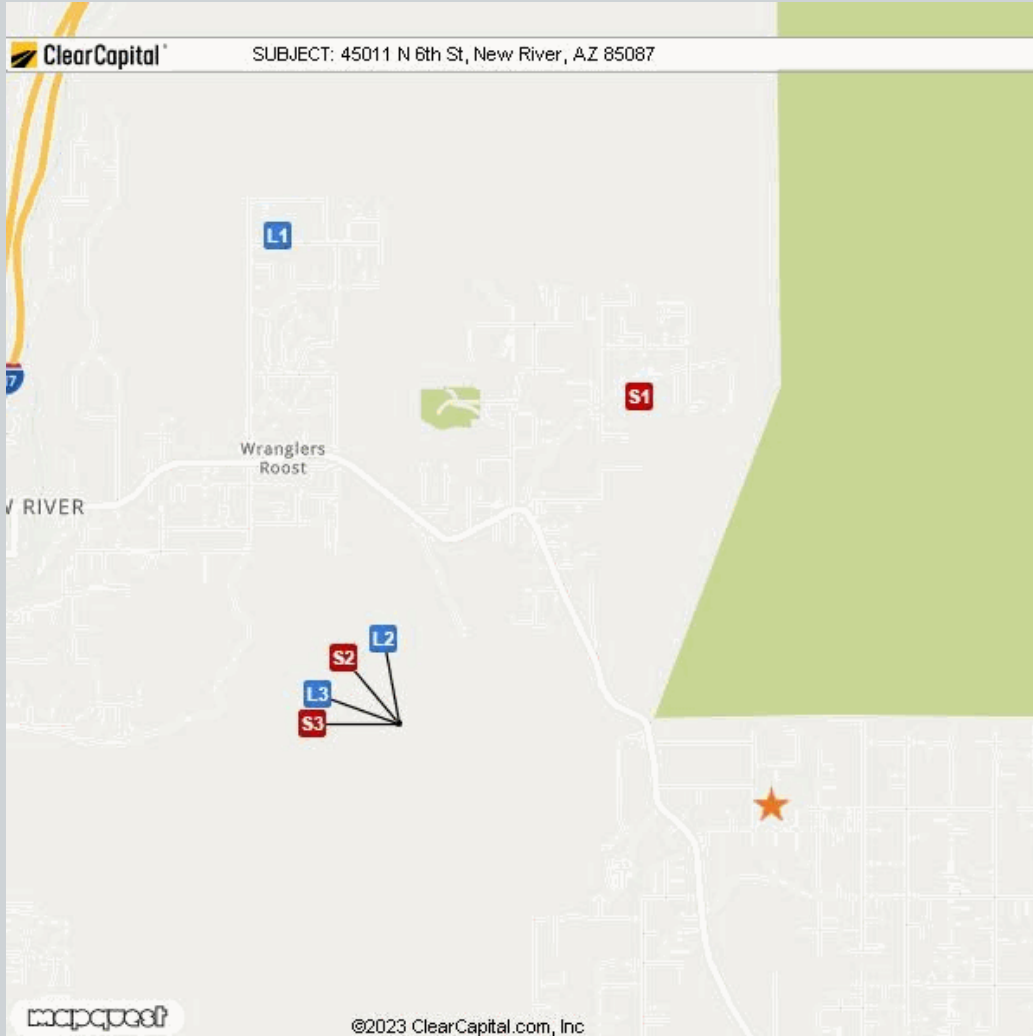 ClearCapital
SUBJECT: 45011 N 6th St, New River, AZ 85087
L1
7
S1
Wranglers
Roost
W RIVER
L2
S2
L3
S3
mapquest
©2023 ClearCapital.com, Inc